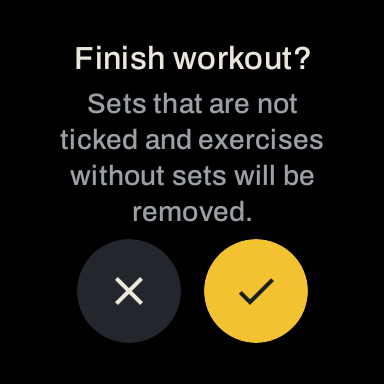 Finish workout?
Sets that are not
ticked and exercises
without sets will be
removed.